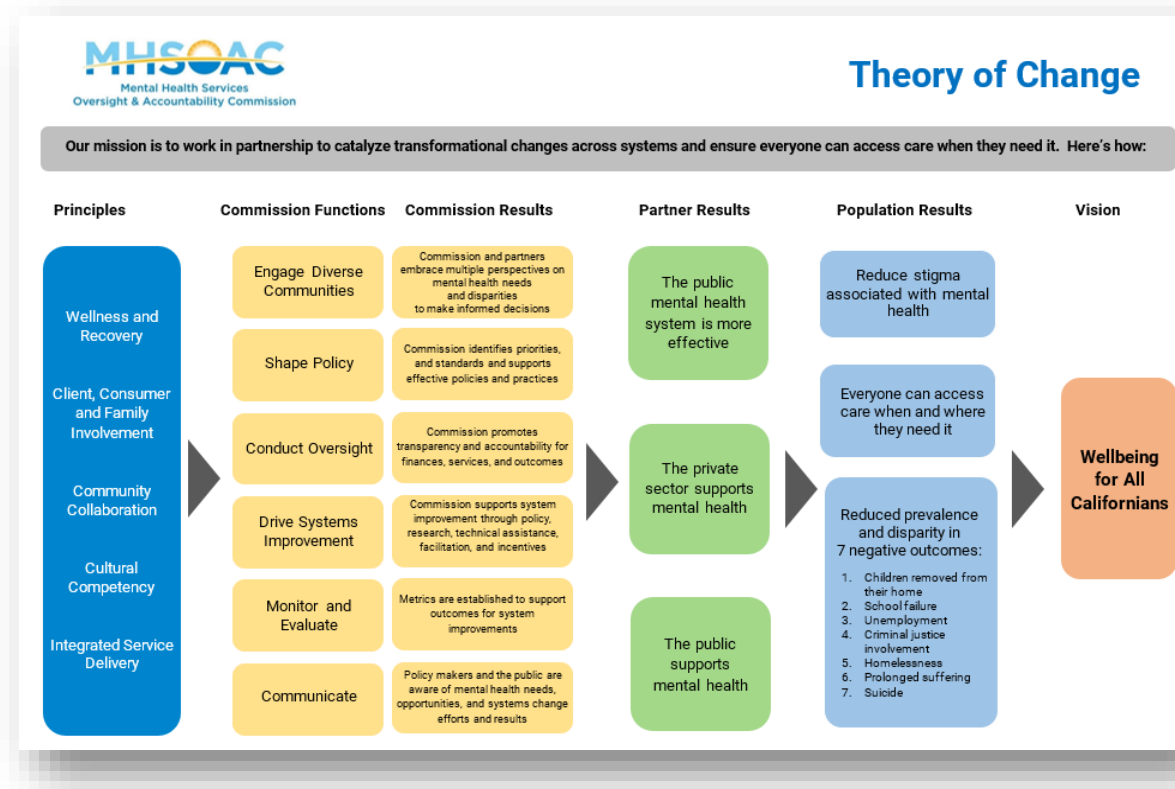 MHSOAC
Mental Health Services
Oversight & Accountability Commission
Theory of Change
Our mission is to work in partnership to catalyze transformational changes across systems and ensure everyone can access care when they need it.  Here's how:
Principles
Wellness and
Recovery
Client, Consumer
and Family
Involvement
Community
Collaboration
Cultural
Competency
Integrated Service
Delivery
Commission Functions
Commission Results
Engage Diverse
Communities
Commission and partners
embrace multiple perspectives on
mental health needs
and disparities
to make informed decisions
Shape Policy
Commission identifies priorities,
and standards and supports
effective policies and practices
Conduct Oversight
Commission promotes
transparency and accountability for
finances, services, and outcomes
Drive Systems
Improvement
Commission supports system
improvement through policy,
research, technical assistance,
facilitation, and incentives
Monitor and
Evaluate
Metrics are established to support
outcomes for system
improvements
Communicate
Policy makers and the public are
aware of mental health needs,
opportunities, and systems change
efforts and results
Partner Results
The public
mental health
system is more
effective
The private
sector supports
mental health
The public
supports
mental health
Population Results
Reduce stigma
associated with mental
health
Everyone can access
care when and where
they need it
Reduced prevalence
and disparity in
7 negative outcomes:
1. Children removed from
their home
2. School failure
3. Unemployment
4. Criminal justice
involvement
5. Homelessness
6. Prolonged suffering
7. Suicide
Vision
Wellbeing
for All
Californians